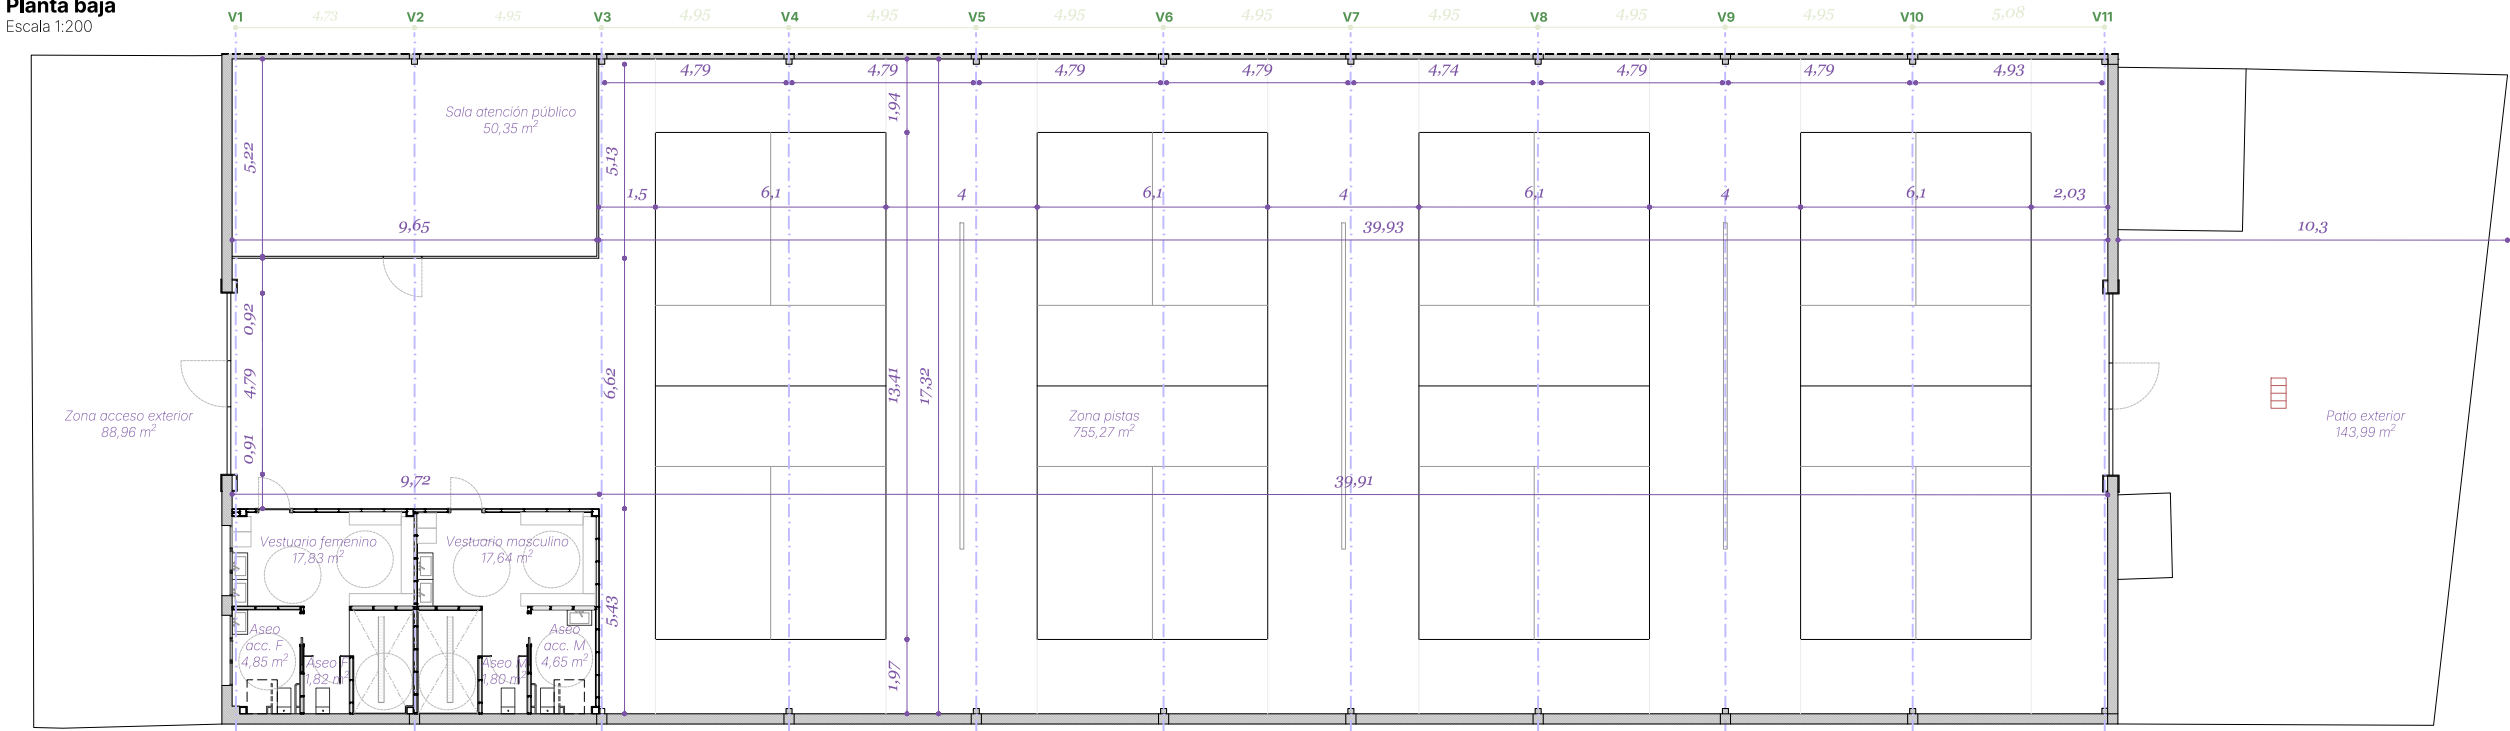 Planta baja
Escala 1:200
V1 4,73 V2 4,95 V3 4,95 V4 4,95 V5 4,95 V6 4,95 V7 4,95 V8 4,95 V9 4,95 V10 5,08 V11
4,79 4,79 4,79 4,79 4,74 4,79 4,79 4,93
1,94
Sala atención público
50,35 m²
5,22
5,13
1,5 6,1 4 6,1 4 6,1 4 6,1 2,03
9,65 39,93 10,3
0,92
4,79
6,62
13,41
17,32
Zona acceso exterior
88,96 m²
Zona pistas
755,27 m²
Patio exterior
143,99 m²
0,91
9,72 39,91
Vestuario femenino
17,83 m²
Vestuario masculino
17,64 m²
5,43
Aseo
acc. F
4,85 m²
Aseo F
1,82 m²
Aseo M
1,80 m²
Aseo
acc. M
4,65 m²
1,97